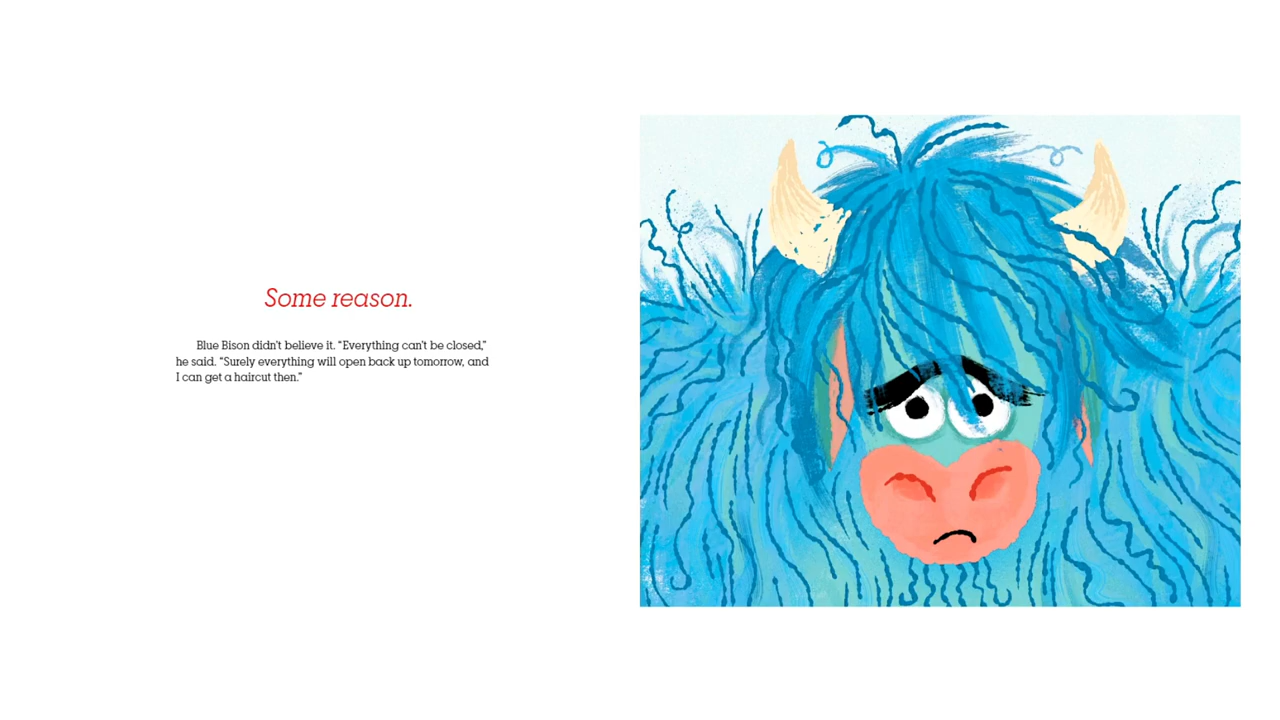 Some reason.
Blue Bison didn’t believe it. “Everything can’t be closed,”
he said. “Surely everything will open back up tomorrow, and
I can get a haircut then.”